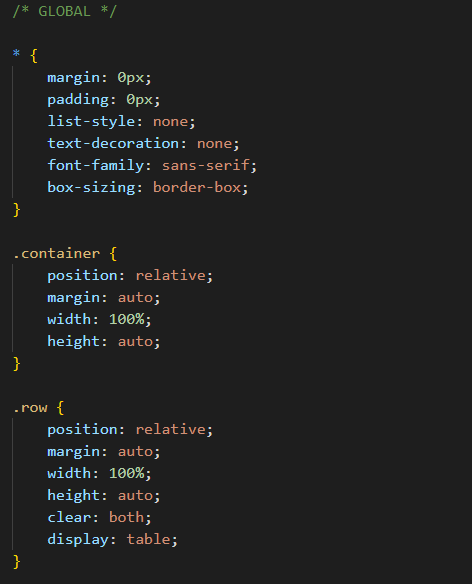 /* GLOBAL */
* {
margin: 0px;
padding: 0px;
list-style: none;
text-decoration: none;
font-family: sans-serif;
box-sizing: border-box;
}
.container {
position: relative;
margin: auto;
width: 100%;
height: auto;
}
.row {
position: relative;
margin: auto;
width: 100%;
height: auto;
clear: both;
display: table;
}